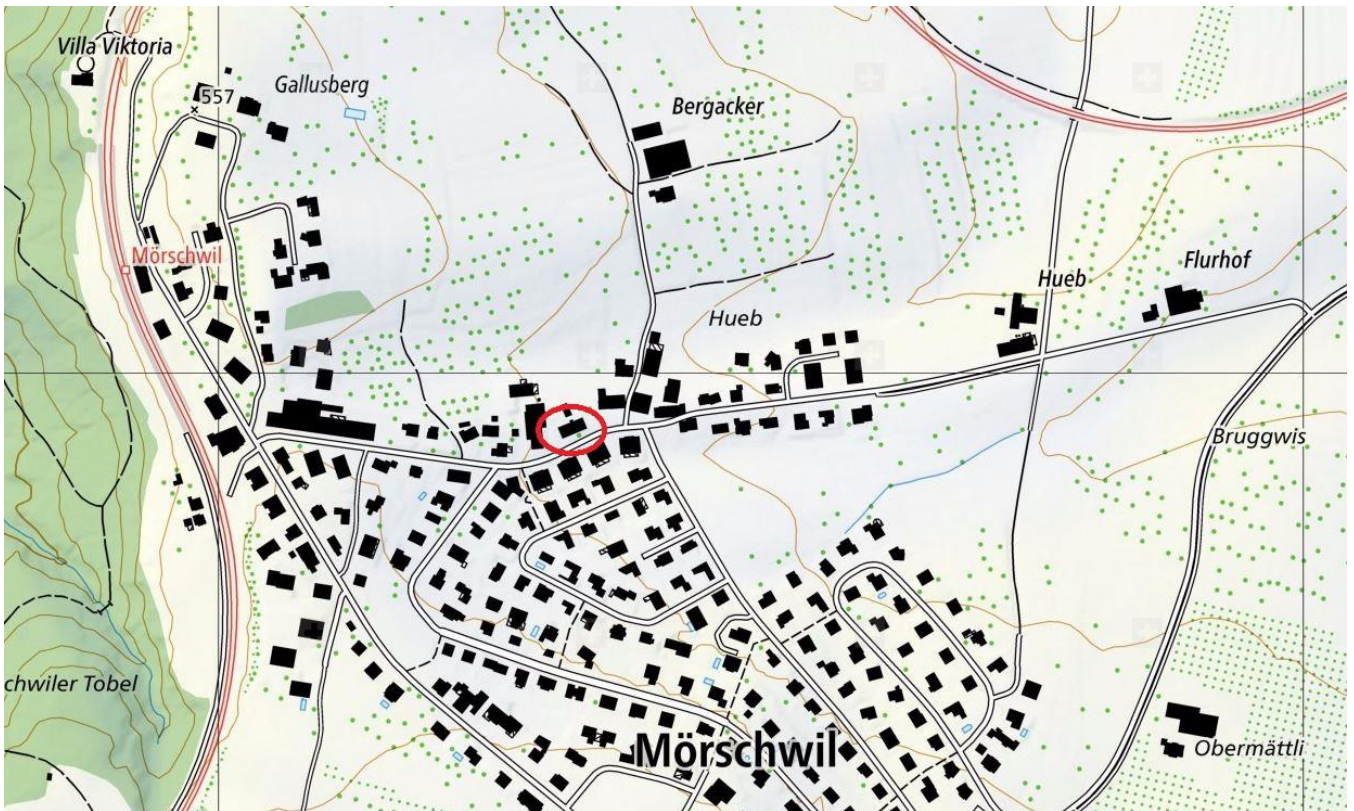 Villa Viktoria
557
Gallusberg
Bergacker
Mörschwil
Hueb
Flurhof
Hueb
Bruggwis
chwiler Tobel
Mörschwil
Obermättli